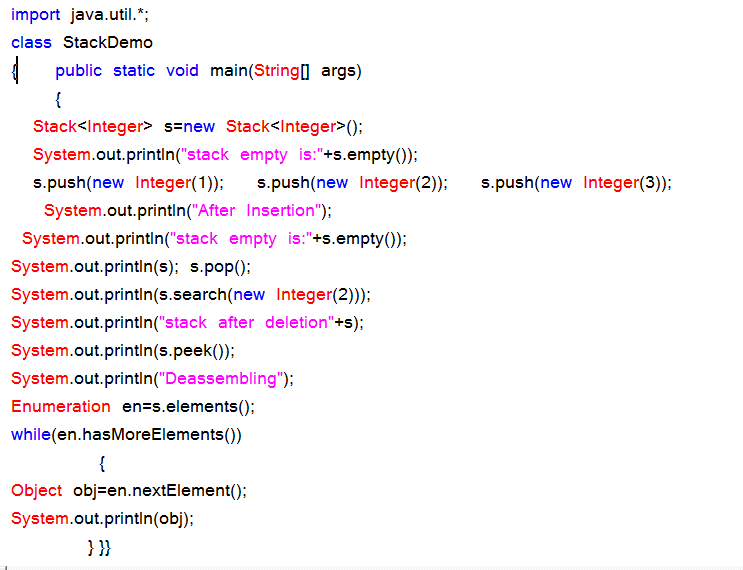 import java.util.*;
class StackDemo
{ public static void main(String[] args)
{
Stack<Integer> s=new Stack<Integer>();
System.out.println("stack empty is:"+s.empty());
s.push(new Integer(1)); s.push(new Integer(2)); s.push(new Integer(3));
System.out.println("After Insertion");
System.out.println("stack empty is:"+s.empty());
System.out.println(s); s.pop();
System.out.println(s.search(new Integer(2)));
System.out.println("stack after deletion"+s);
System.out.println(s.peek());
System.out.println("Deassembling");
Enumeration en=s.elements();
while(en.hasMoreElements())
{
Object obj=en.nextElement();
System.out.println(obj);
} }}